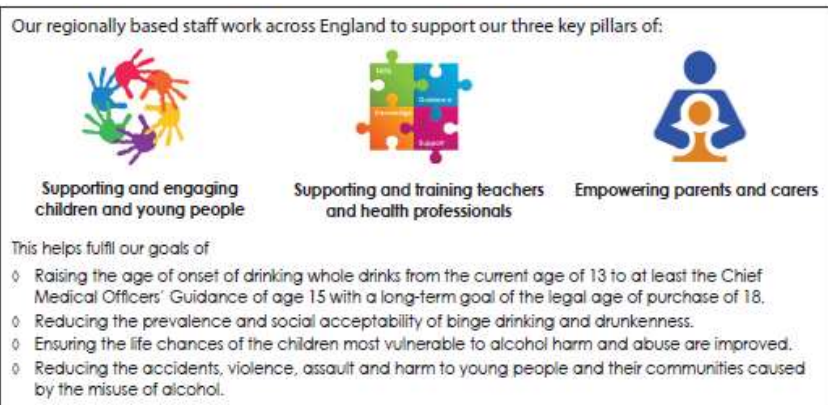 Our regionally based staff work across England to support our three key pillars of:
Guidance
Knowledge
Support
Supporting and engaging
children and young people
Supporting and training teachers
and health professionals
Empowering parents and carers
This helps fulfil our goals of
◊ Raising the age of onset of drinking whole drinks from the current age of 13 to at least the Chief
Medical Officers' Guidance of age 15 with a long-term goal of the legal age of purchase of 18.
◊ Reducing the prevalence and social acceptability of binge drinking and drunkenness.
◊ Ensuring the life chances of the children most vulnerable to alcohol harm and abuse are improved.
◊ Reducing the accidents, violence, assault and harm to young people and their communities caused
by the misuse of alcohol.